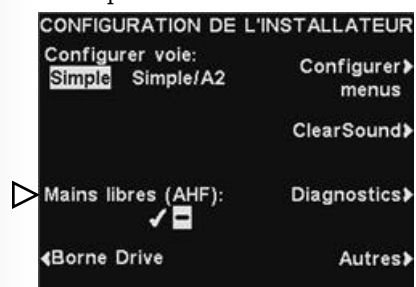 CONFIGURATION DE L'INSTALLATEUR
Configurer voie:
Simple Simple/A2
Configurer
menus
ClearSound
Mains libres (AHF):
Diagnostics
Borne Drive
Autres